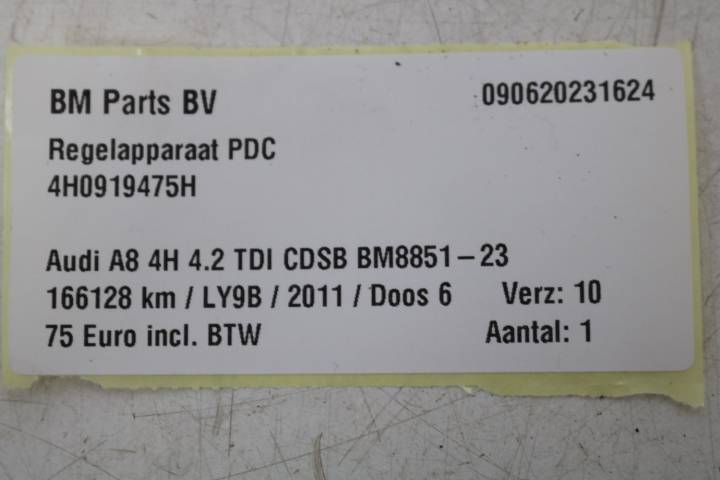 BM Parts BV 090620231624
Regelapparaat PDC
4H0919475H
Audi A8 4H 4.2 TDI CDSB BM8851-23
166128 km / LY9B / 2011 / Doos 6 Verz: 10
75 Euro incl. BTW Aantal: 1